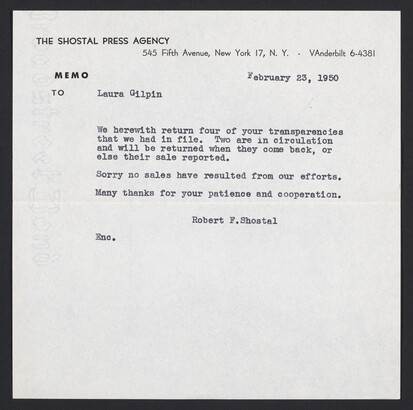 THE SHOSTAL PRESS AGENCY
545 Fifth Avenue, New York 17, N. Y. · VAnderbilt 6-4381
MEMO
February 23, 1950
TO Laura Gilpin
We herewith return four of your transparencies
that we had in file. Two are in circulation
and will be returned when they come back, or
else their sale reported.
Sorry no sales have resulted from our efforts.
Many thanks for your patience and cooperation.
Robert F.Shostal
Enc.